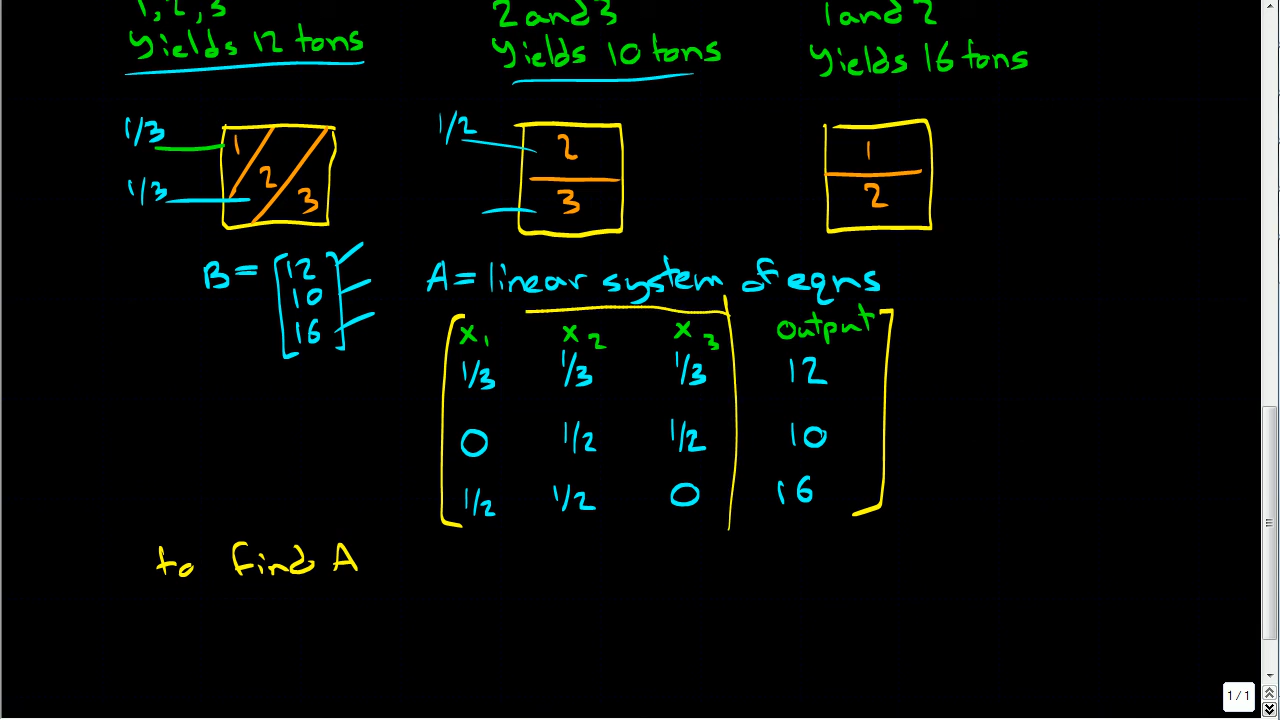 1, 2, 3
Yields 12 tons
2 and 3
Yields 10 tons
1 and 2
Yields 16 tons
1/3
1/3
1
2
3
1/2
2
3
1
2
B = [12
10
16]
A = linear system of eqns
x1 x2 x3 output
1/3 1/3 1/3 12
0 1/2 1/2 10
1/2 1/2 0 16
to find A
1/1